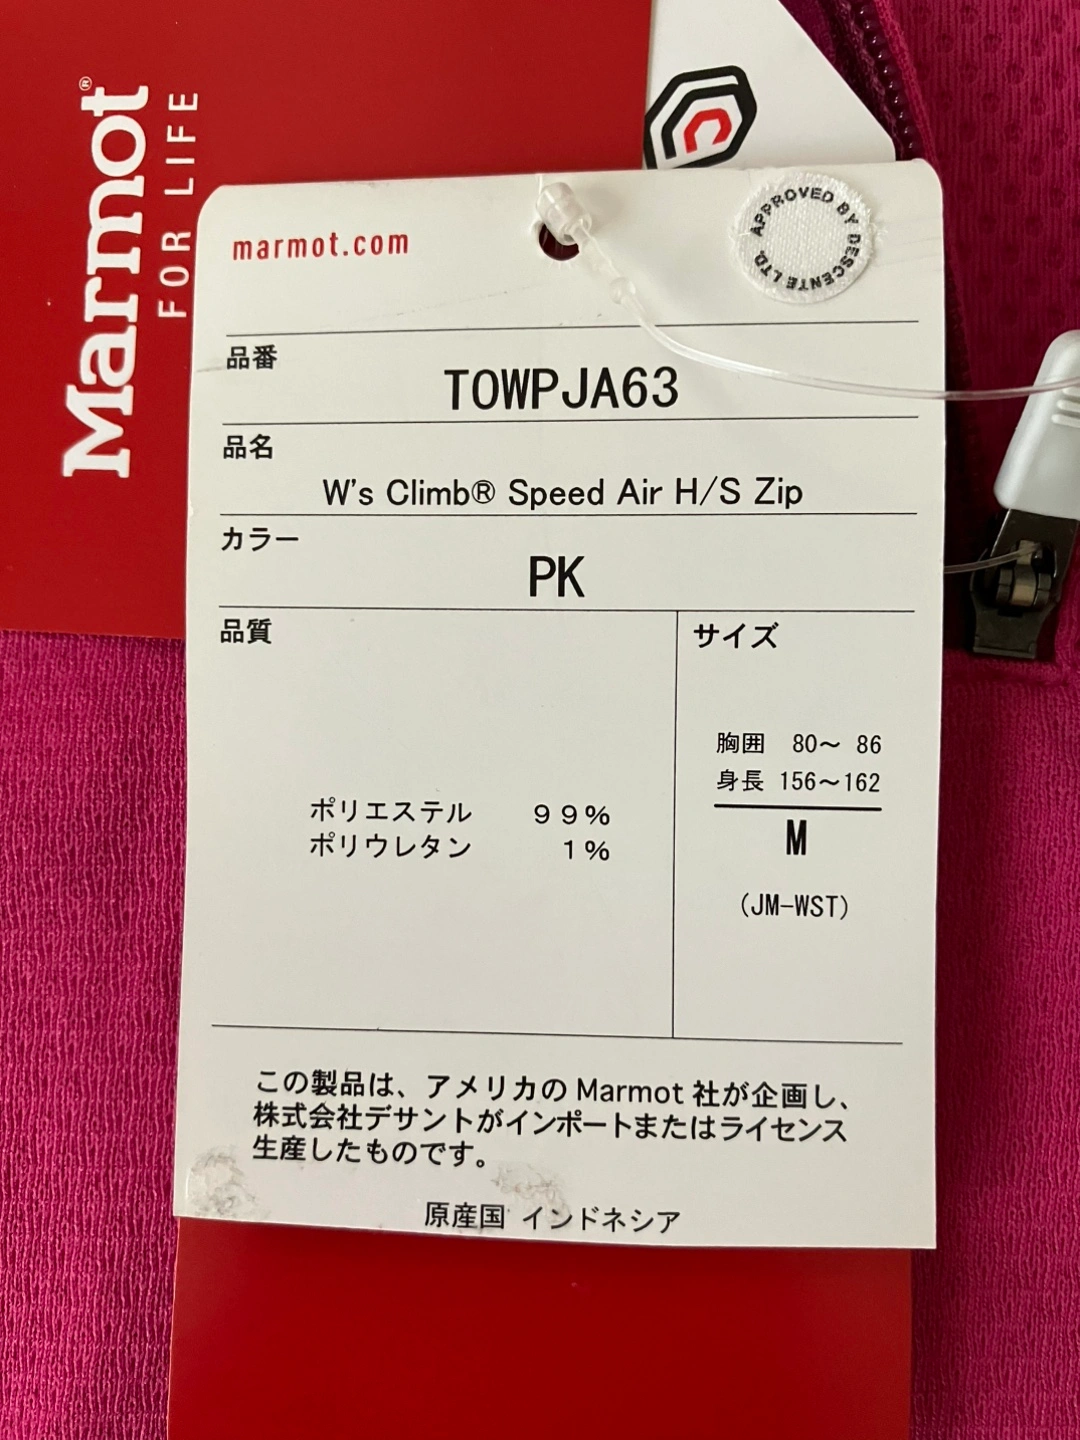 Marmot®
FOR LIFE
C
marmot.com
APPROVED BY DESCENTE LTD.
品番
TOWPJA63
品名
W's Climb® Speed Air H/S Zip
カラー
PK
品質
サイズ
胸囲 80〜 86
身長 156〜162
M
(JM-WST)
ポリエステル 99%
ポリウレタン 1%
この製品は、アメリカのMarmot社が企画し、
株式会社デサントがインポートまたはライセンス
生産したものです。
原産国 インドネシア